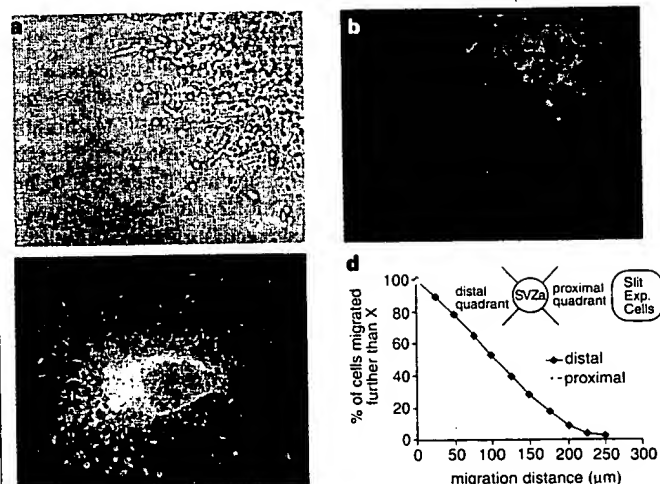 a
b
d
distal quadrant
SVZa
proximal quadrant
Slit Exp. Cells
% of cells migrated further than X
100
80
60
40
20
0
distal
proximal
0 50 100 150 200 250 300
migration distance (µm)